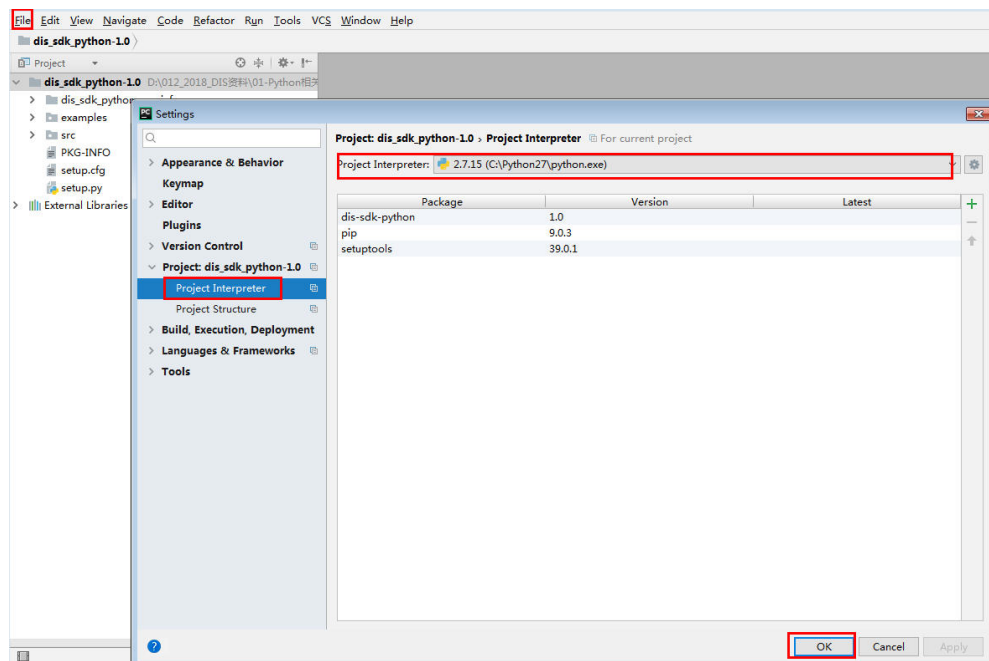 File Edit View Navigate Code Refactor Run Tools VCS Window Help
dis_sdk_python-1.0
Project
dis_sdk_python-1.0 D:\012_2018_DIS资料\01-Python相关
dis_sdk_python
examples
src
PKG-INFO
setup.cfg
setup.py
External Libraries
PC Settings
Appearance & Behavior
Keymap
Editor
Plugins
Version Control
Project: dis_sdk_python-1.0
Project Interpreter
Project Structure
Build, Execution, Deployment
Languages & Frameworks
Tools
Project: dis_sdk_python-1.0 › Project Interpreter For current project
Project Interpreter: 2.7.15 (C:\Python27\python.exe)
Package Version Latest
dis-sdk-python 1.0
pip 9.0.3
setuptools 39.0.1
?
OK Cancel Apply